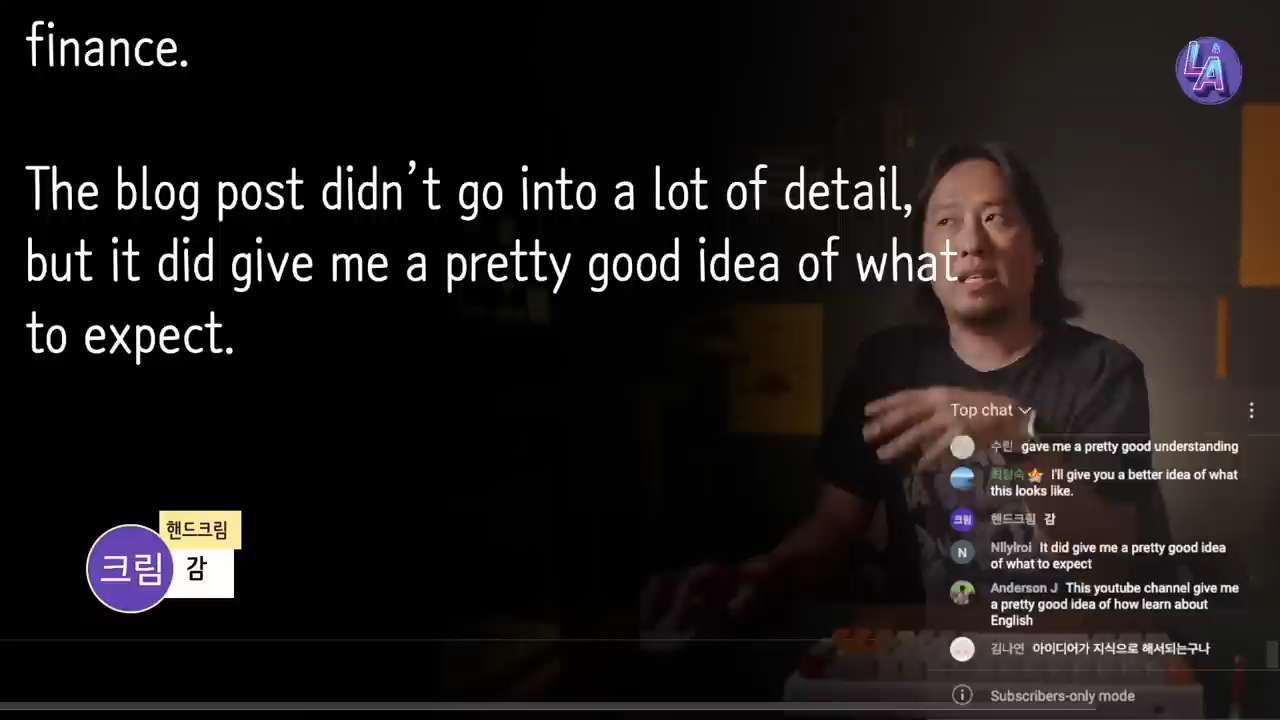 finance.
LA
The blog post didn't go into a lot of detail,
but it did give me a pretty good idea of what
to expect.
Top chat
수린 gave me a pretty good understanding
I'll give you a better idea of what
this looks like.
크림 핸드크림 감
N Nllylroi It did give me a pretty good idea
of what to expect
Anderson J This youtube channel give me
a pretty good idea of how learn about
English
김나연 아이디어가 지식으로 해서되는구나
Subscribers-only mode
핸드크림
크림 감